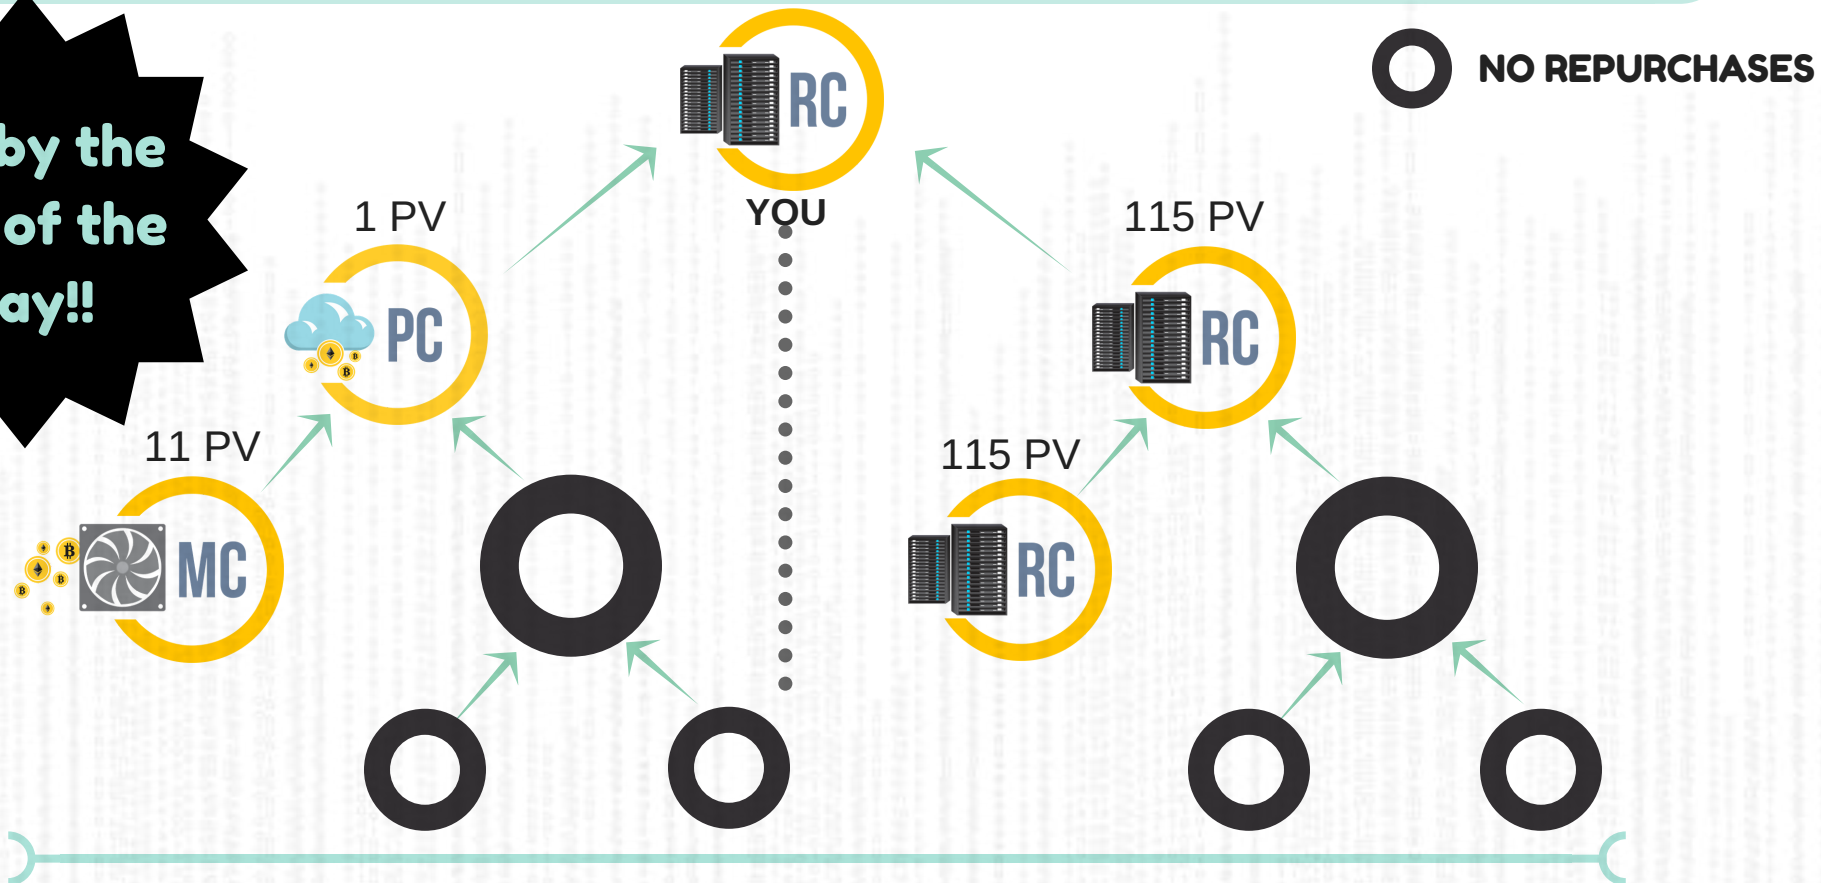 RC
NO REPURCHASES
by the
of the
ay!!
YOU
1 PV
115 PV
PC
RC
11 PV
115 PV
MC
RC